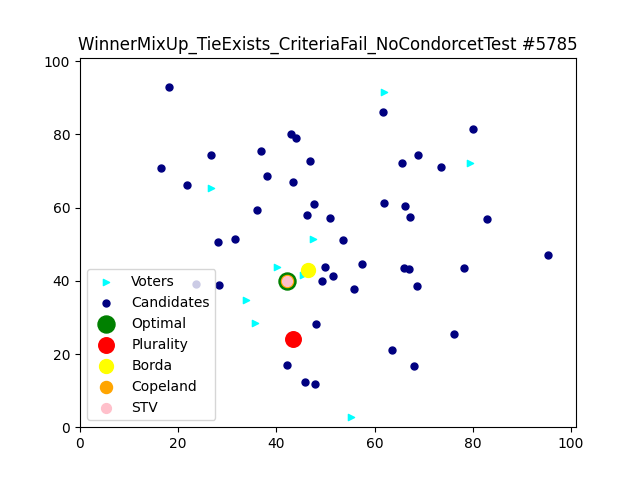 WinnerMixUp_TieExists_CriteriaFail_NoCondorcetTest #5785
100
80
60
40
20
0
Voters
Candidates
Optimal
Plurality
Borda
Copeland
STV
0 20 40 60 80 100